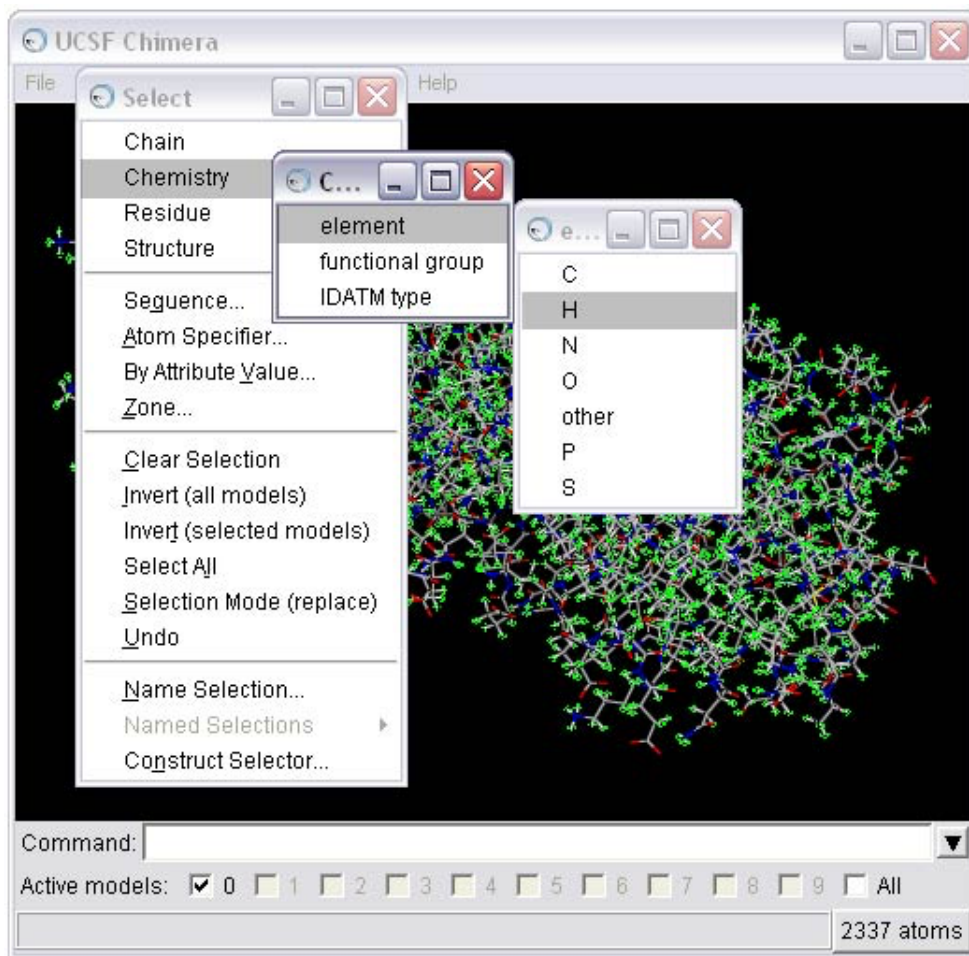 UCSF Chimera
File
Help
Select
Chain
Chemistry
Residue
Structure
Sequence...
Atom Specifier...
By Attribute Value...
Zone...
Clear Selection
Invert (all models)
Invert (selected models)
Select All
Selection Mode (replace)
Undo
Name Selection...
Named Selections
Construct Selector...
C...
element
functional group
IDATM type
e...
C
H
N
O
other
P
S
Command:
Active models: 0 1 2 3 4 5 6 7 8 9 All
2337 atoms